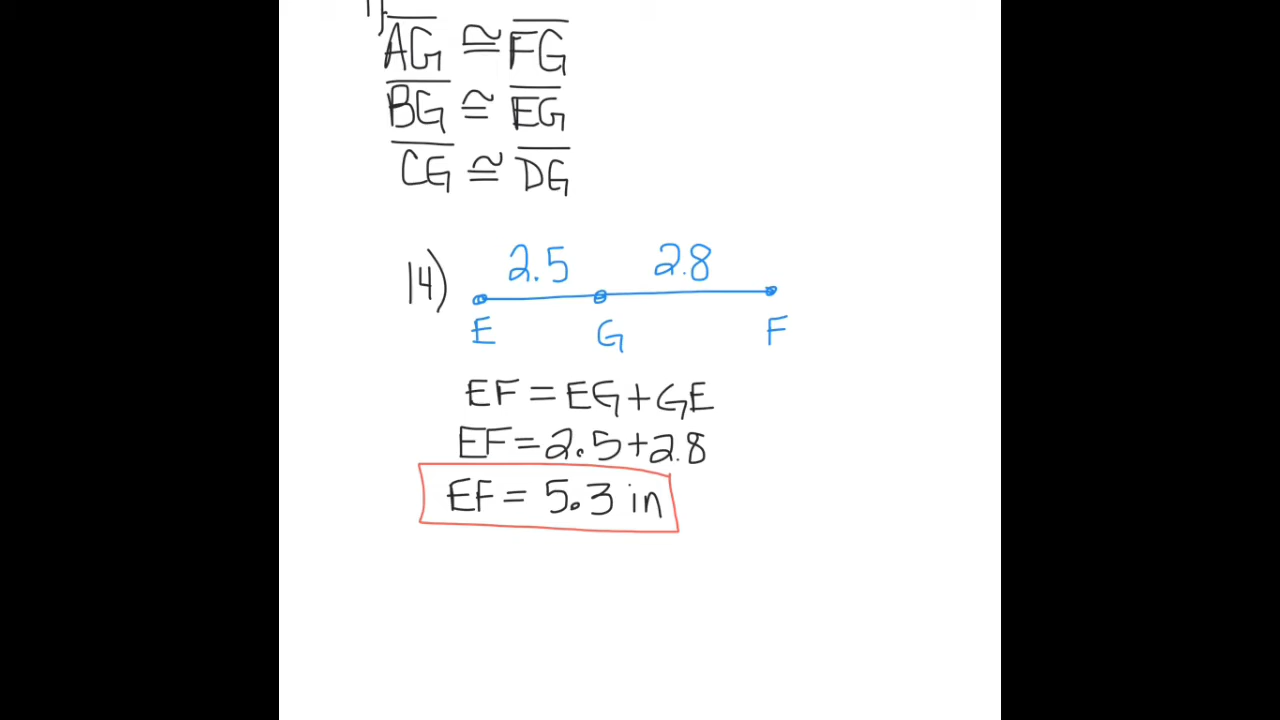 AG ≅ FG
BG ≅ EG
CG ≅ DG
14)
2.5 2.8
E G F
EF = EG + GE
EF = 2.5 + 2.8
EF = 5.3 in